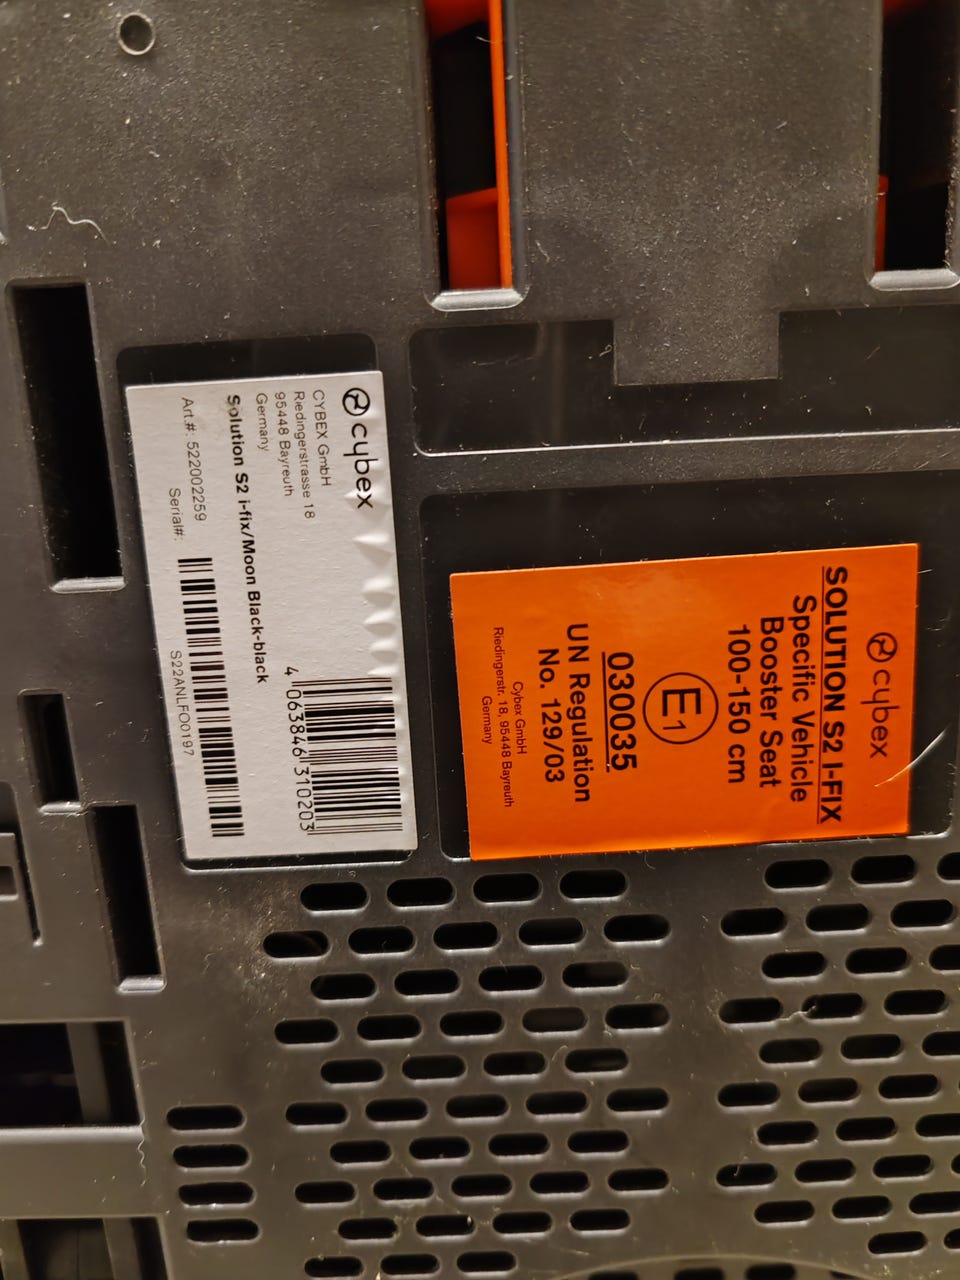 cybex
CYBEX GmbH
Riedingerstrasse 18
95448 Bayreuth
Germany
4 063846 310203
Solution S2 i-fix/Moon Black-black
Art.#: 522002259
Serial#:
S22ANLFO0197
cybex
SOLUTION S2 I-FIX
Specific Vehicle
Booster Seat
100-150 cm
E1
030035
UN Regulation
No. 129/03
Cybex GmbH
Riedingerstr. 18, 95448 Bayreuth
Germany